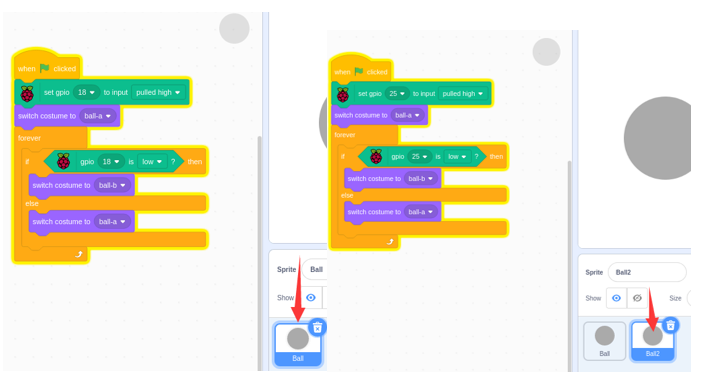 when clicked
set gpio 18 to input pulled high
switch costume to ball-a
forever
if gpio 18 is low ? then
switch costume to ball-b
else
switch costume to ball-a
Sprite Ball
Show
Ball
when clicked
set gpio 25 to input pulled high
switch costume to ball-a
forever
if gpio 25 is low ? then
switch costume to ball-b
else
switch costume to ball-a
Sprite Ball2
Show Size
Ball Ball2